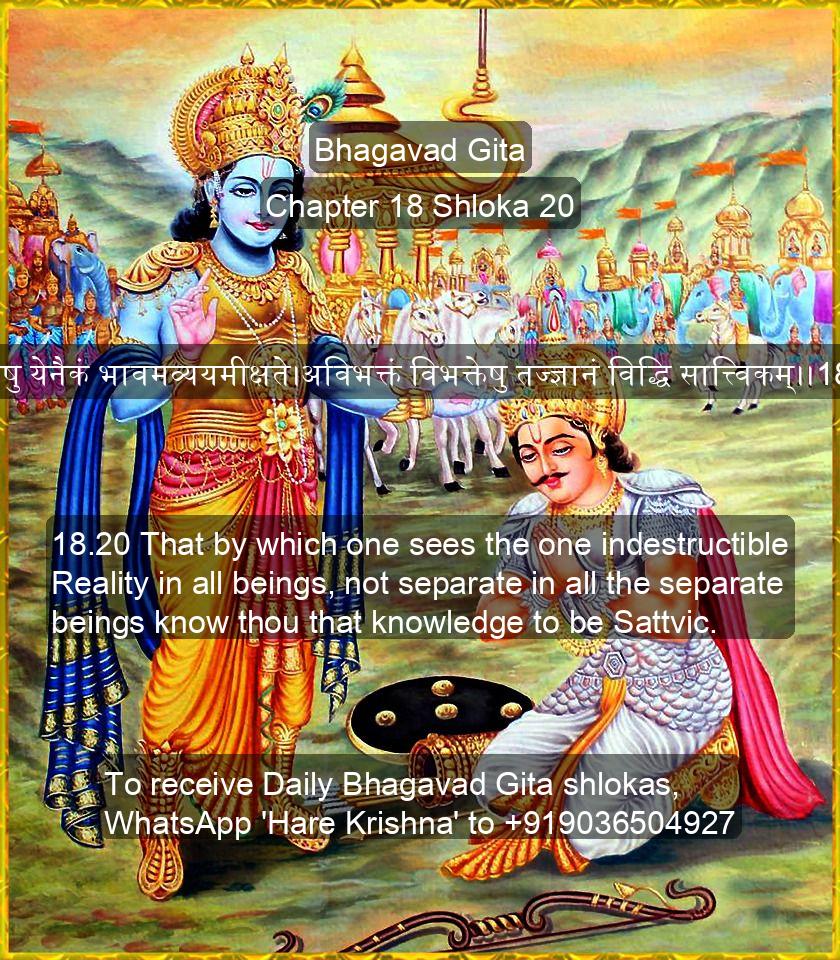 Bhagavad Gita
Chapter 18 Shloka 20
येनैकं भावमव्ययमीक्षते।अविभक्तं विभक्तेषु तज्ज्ञानं विद्धि सात्त्विकम्।।18
18.20 That by which one sees the one indestructible
Reality in all beings, not separate in all the separate
beings know thou that knowledge to be Sattvic.
To receive Daily Bhagavad Gita shlokas,
WhatsApp 'Hare Krishna' to +919036504927